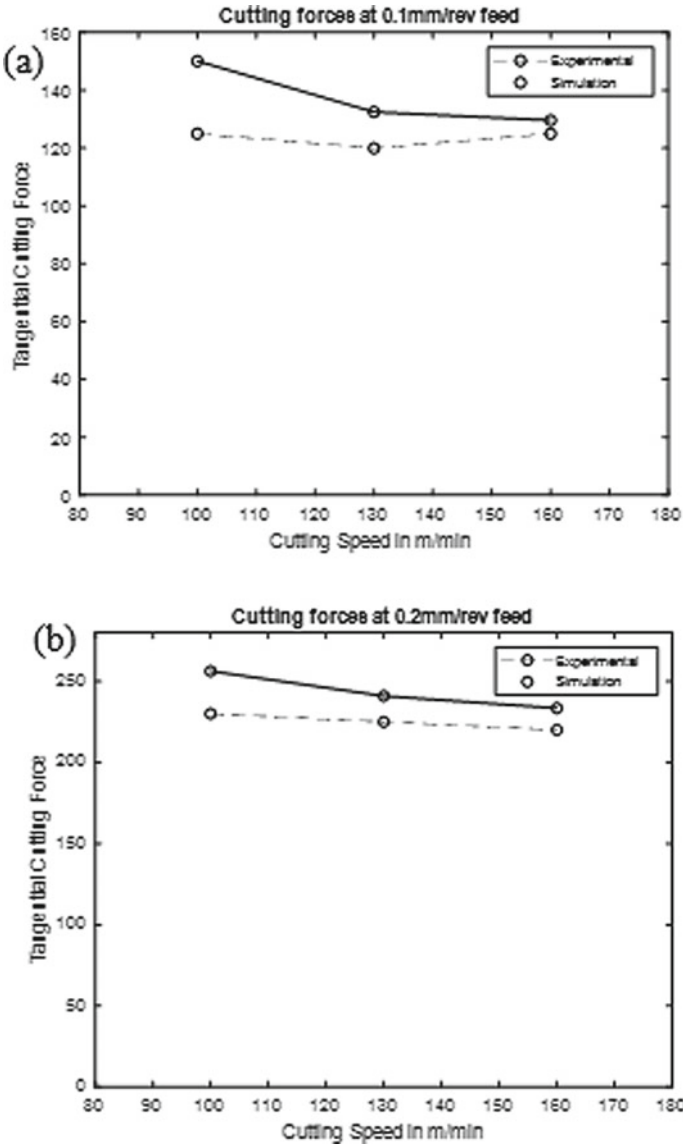 (a)
Cutting forces at 0.1mm/rev feed
Experimental
Simulation
160
140
120
100
80
60
40
20
0
Tangential Cutting Force
80 90 100 110 120 130 140 150 160 170 180
Cutting Speed in m/min
(b)
Cutting forces at 0.2mm/rev feed
Experimental
Simulation
250
200
150
100
50
0
Tangential Cutting Force
80 90 100 110 120 130 140 150 160 170 180
Cutting Speed in m/min